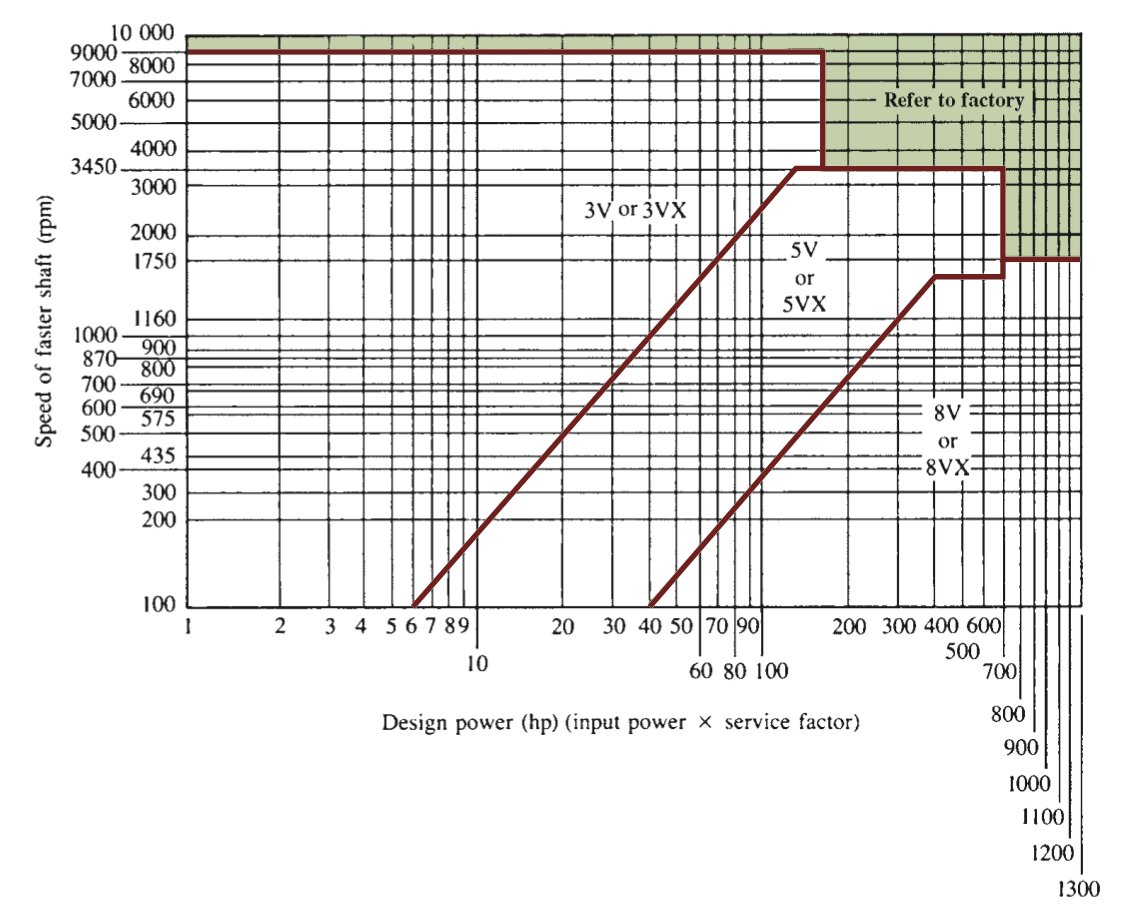 10 000
9000
8000
7000
6000
5000
4000
3450
3000
2000
1750
1160
1000
900
870
800
700
690
600
575
500
435
400
300
200
100
Speed of faster shaft (rpm)
Refer to factory
3V or 3VX
5V
or
5VX
8V
or
8VX
1 2 3 4 5 6 7 8 9 20 30 40 50 70 90 200 300 400 600
500
10 60 80 100 700
800
900
1000
1100
1200
1300
Design power (hp) (input power × service factor)